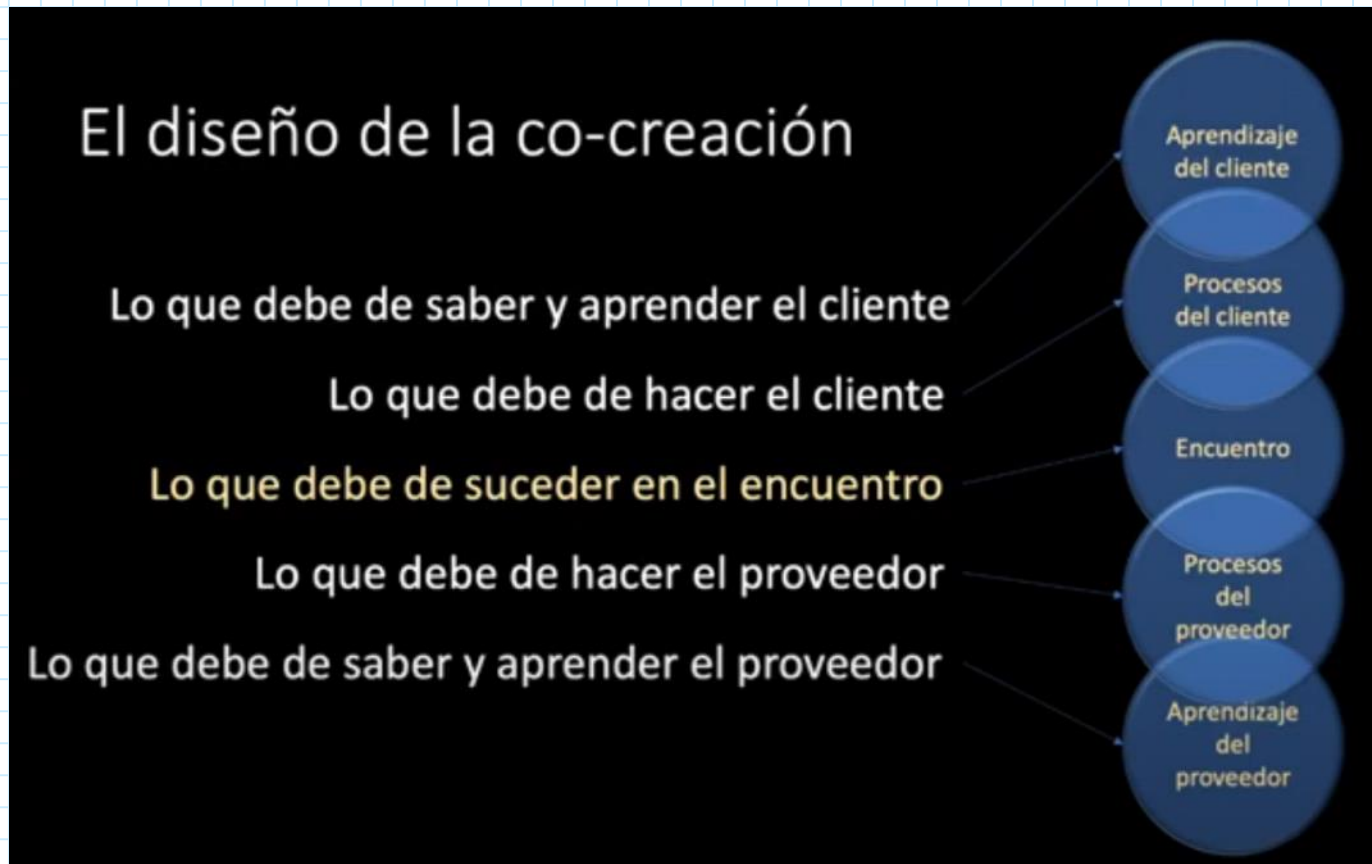 El diseño de la co-creación
Lo que debe de saber y aprender el cliente
Lo que debe de hacer el cliente
Lo que debe de suceder en el encuentro
Lo que debe de hacer el proveedor
Lo que debe de saber y aprender el proveedor
Aprendizaje
del cliente
Procesos
del cliente
Encuentro
Procesos
del
proveedor
Aprendizaje
del
proveedor